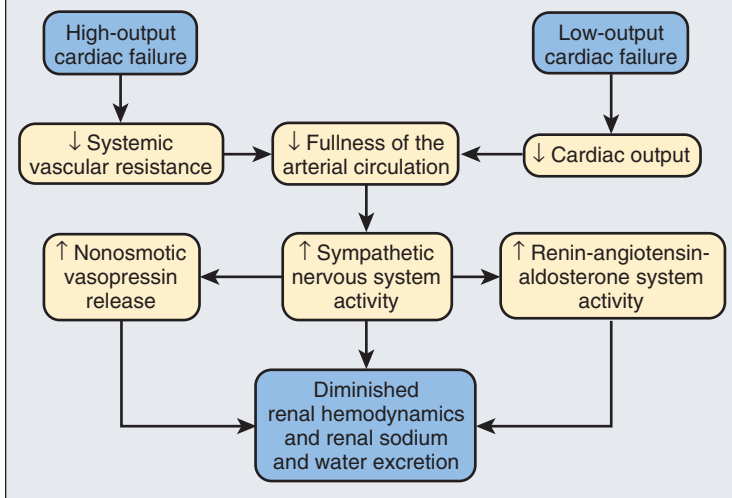 High-output
cardiac failure
Low-output
cardiac failure
↓ Systemic
vascular resistance
↓ Fullness of the
arterial circulation
↓ Cardiac output
↑ Nonosmotic
vasopressin
release
↑ Sympathetic
nervous system
activity
↑ Renin-angiotensin-
aldosterone system
activity
Diminished
renal hemodynamics
and renal sodium
and water excretion